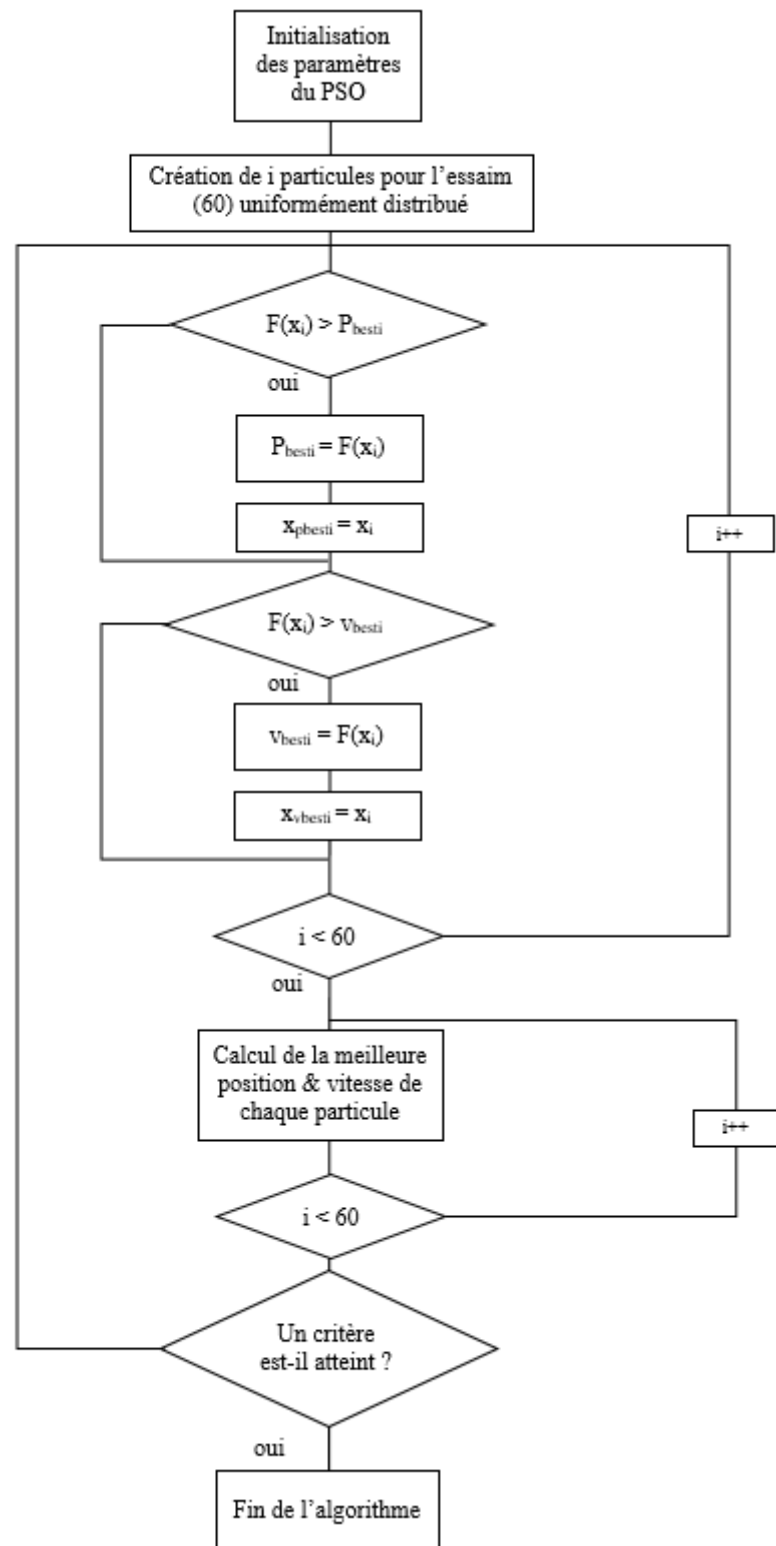 Initialisation
des paramètres
du PSO
Création de i particules pour l’essaim
(60) uniformément distribué
F(xi) > Pbesti
oui
Pbesti = F(xi)
xpbesti = xi
i++
F(xi) > vbesti
oui
vbesti = F(xi)
xvbesti = xi
i < 60
oui
Calcul de la meilleure
position & vitesse de
chaque particule
i++
i < 60
Un critère
est-il atteint ?
oui
Fin de l’algorithme